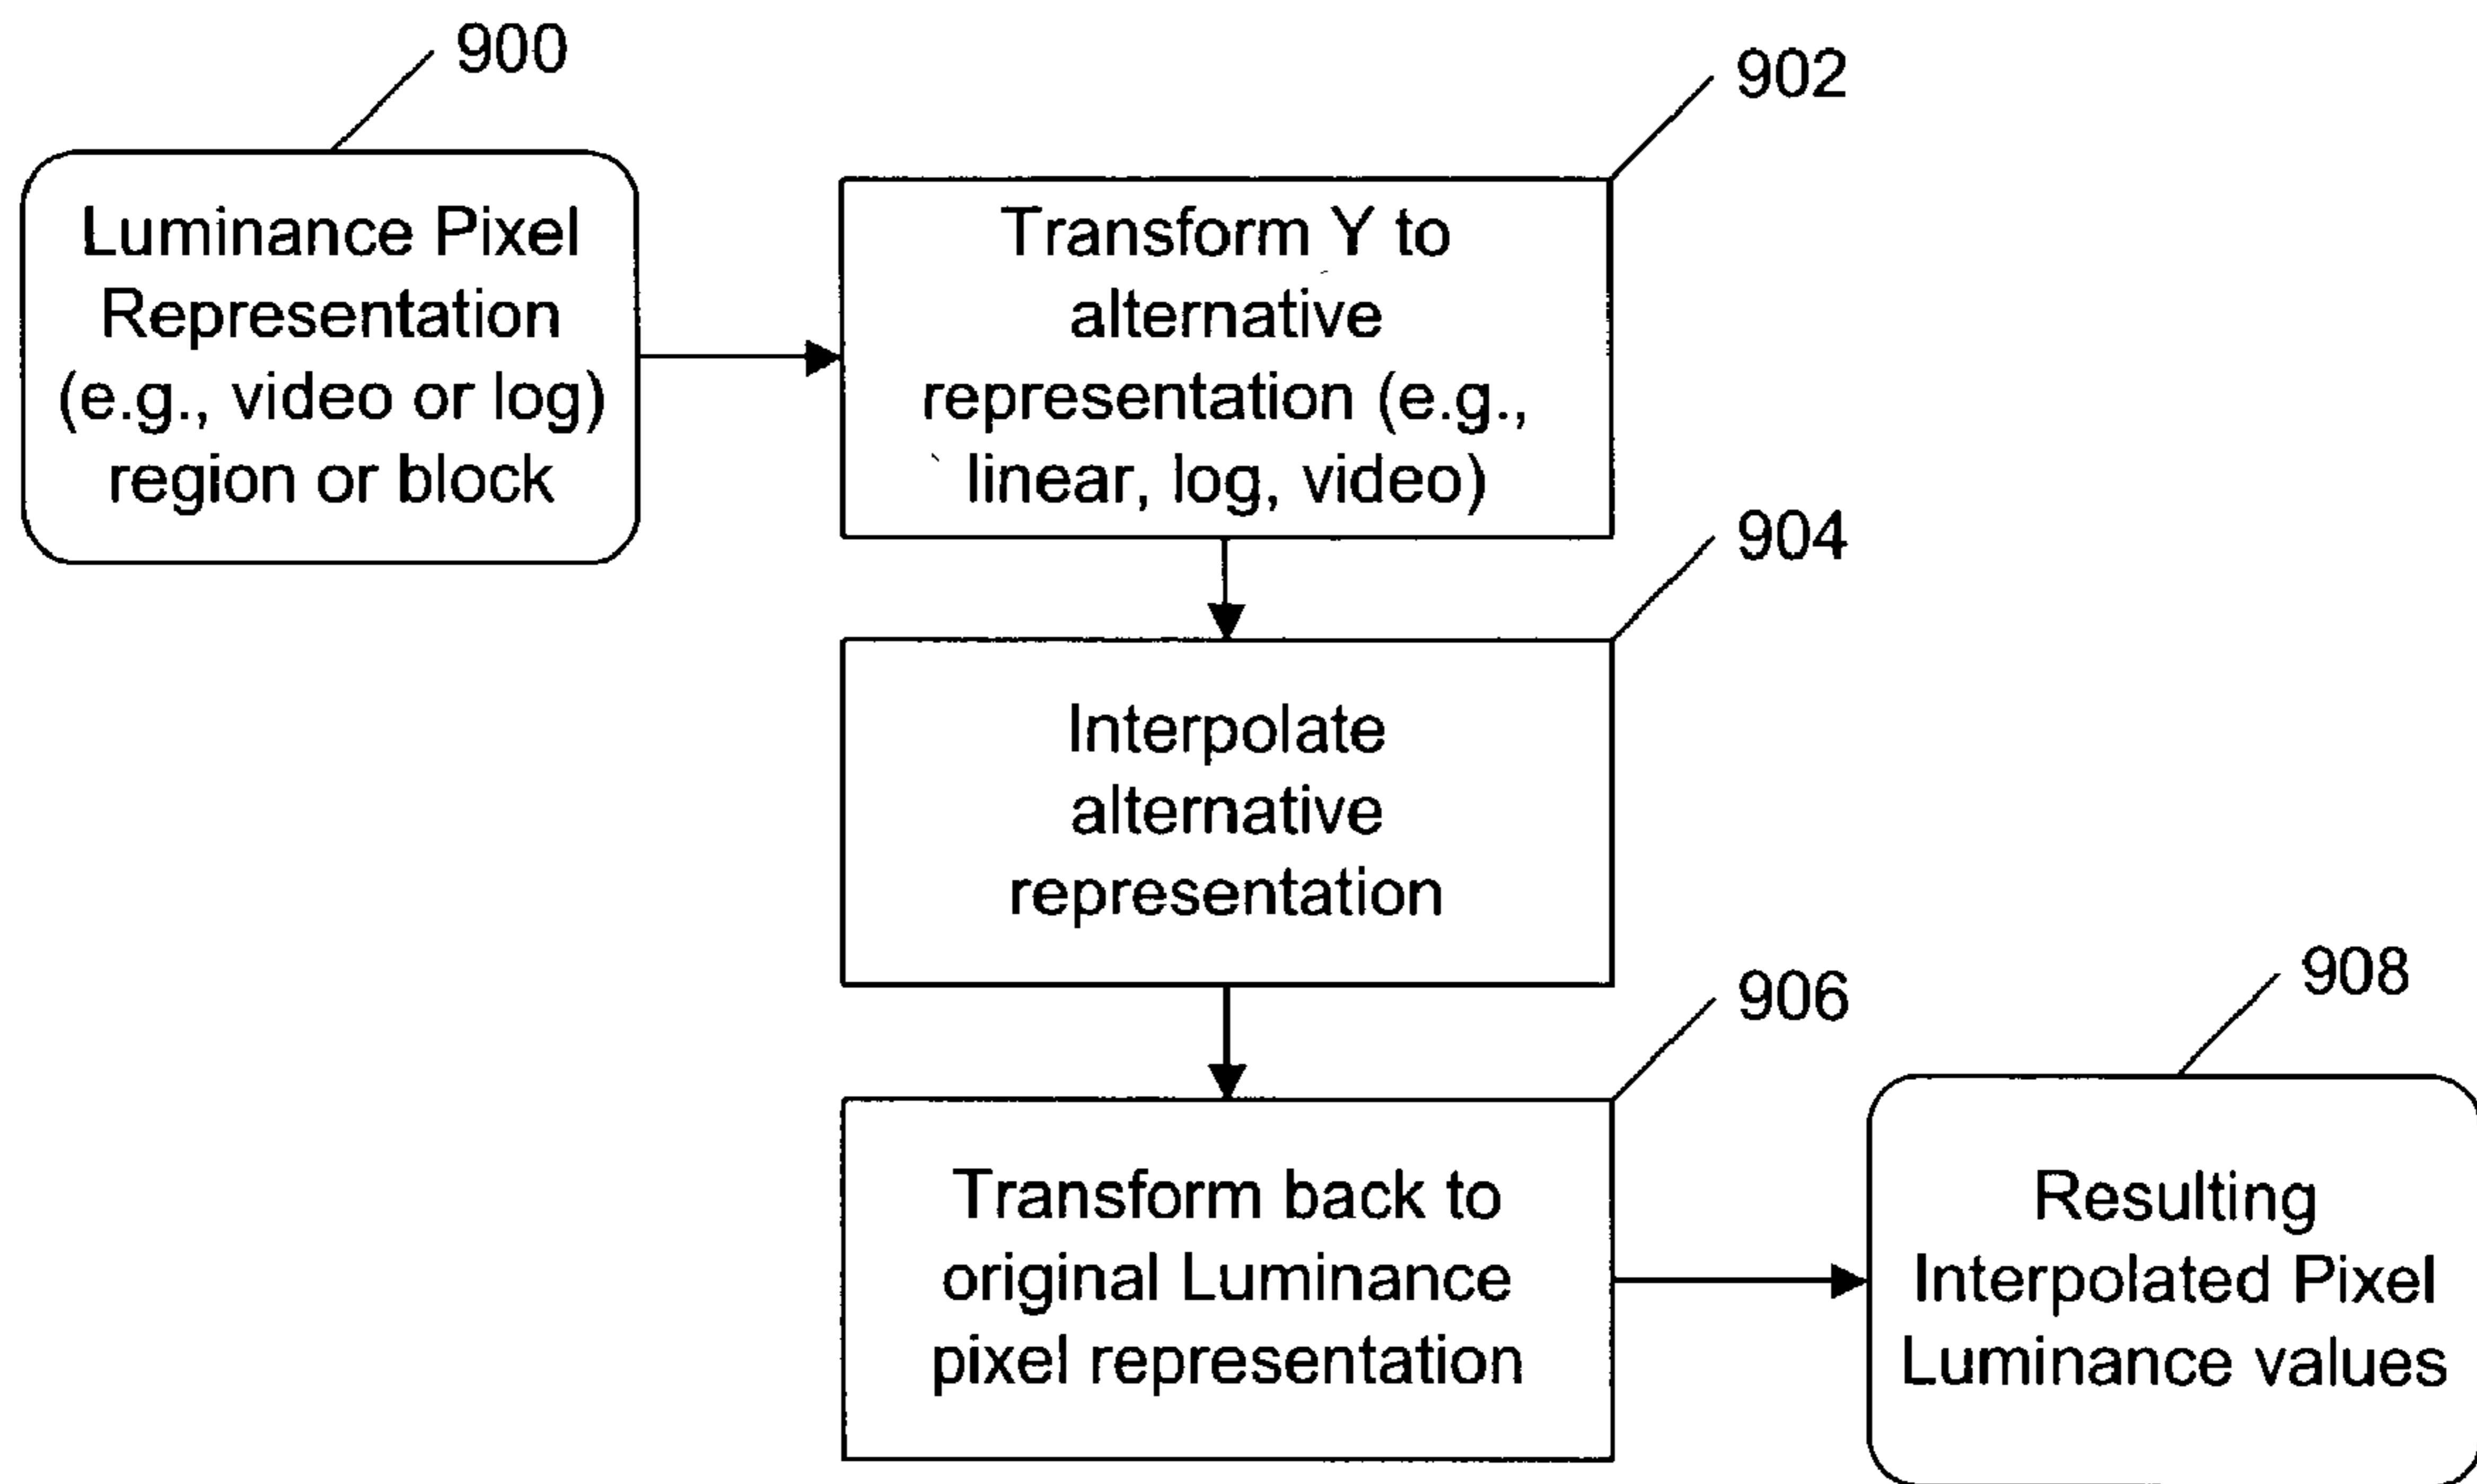 900
Luminance Pixel
Representation
(e.g., video or log)
region or block
902
Transform Y to
alternative
representation (e.g.,
linear, log, video)
904
Interpolate
alternative
representation
906
Transform back to
original Luminance
pixel representation
908
Resulting
Interpolated Pixel
Luminance values